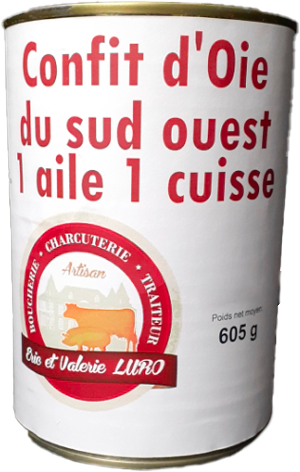 Confit d'Oie
du sud ouest
1 aile 1 cuisse
BOUCHERIE • CHARCUTERIE • TRAITEUR
Artisan
Eric et Valerie LURO
Poids net moyen:
605 g